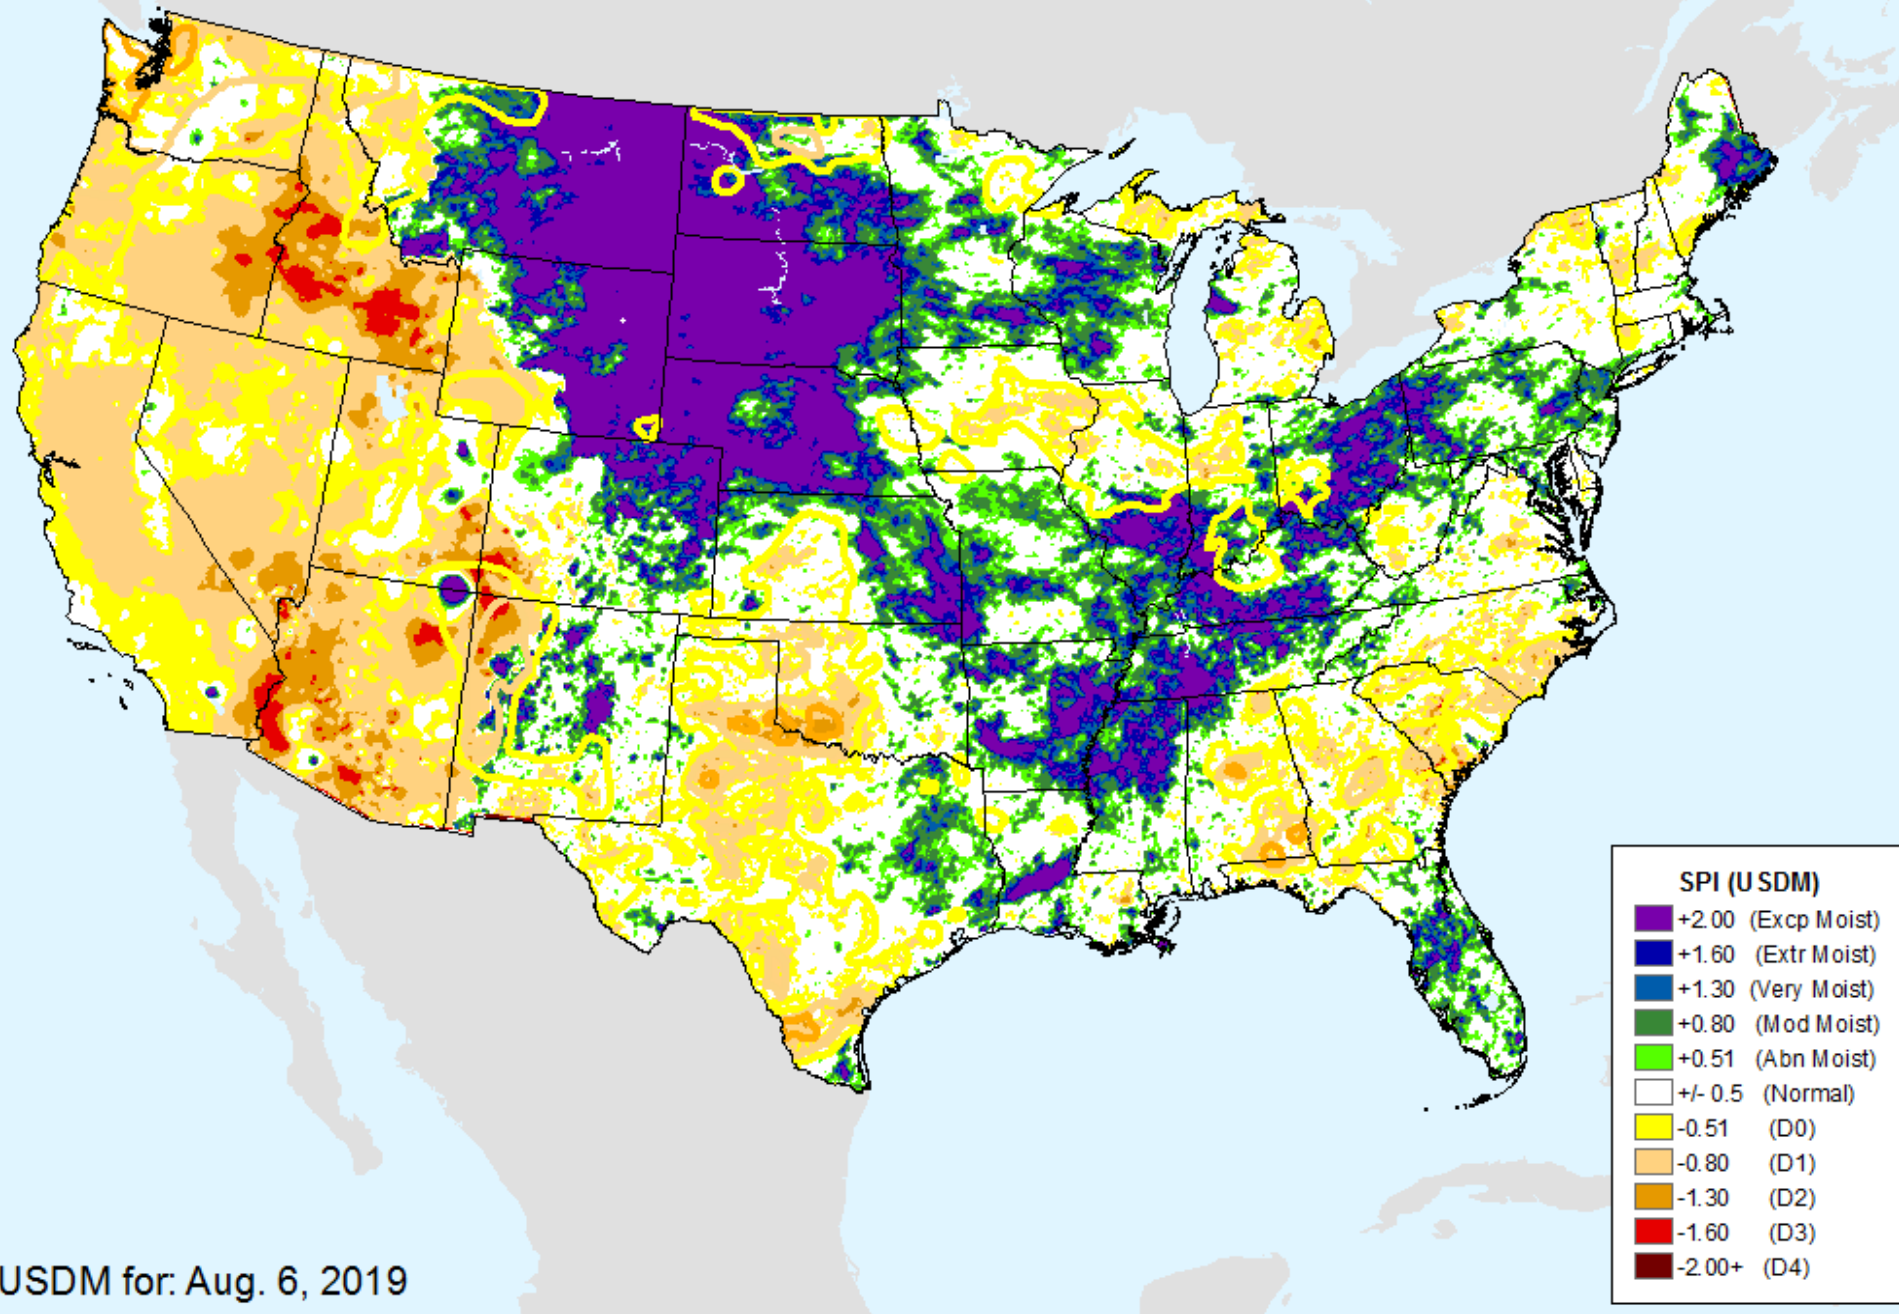 SPI (USDM)
+2.00 (Excp Moist)
+1.60 (Extr Moist)
+1.30 (Very Moist)
+0.80 (Mod Moist)
+0.51 (Abn Moist)
+/- 0.5 (Normal)
-0.51 (D0)
-0.80 (D1)
-1.30 (D2)
-1.60 (D3)
-2.00+ (D4)
USDM for: Aug. 6, 2019